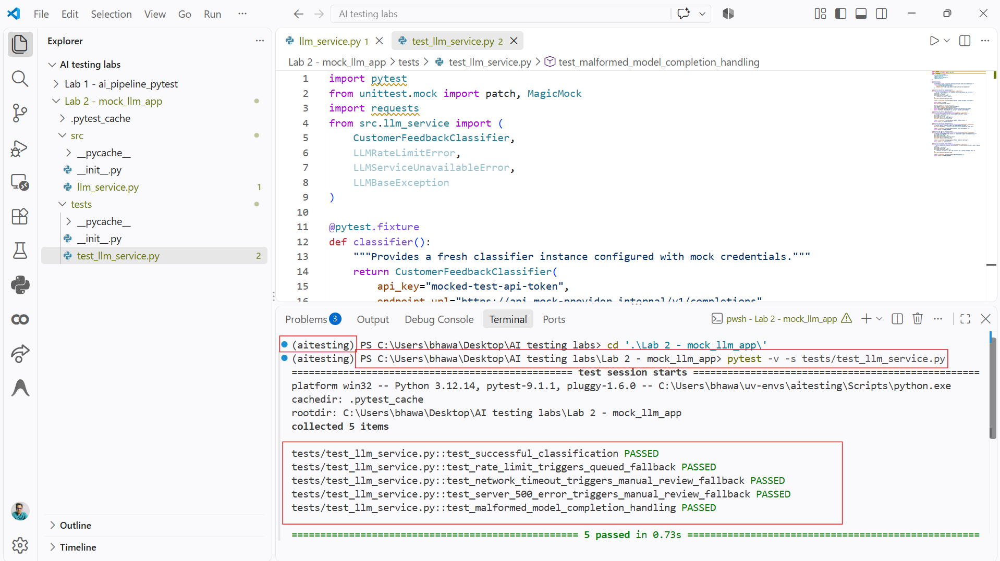 File Edit Selection View Go Run ...
AI testing labs
Explorer
AI testing labs
Lab 1 - ai_pipeline_pytest
Lab 2 - mock_llm_app
.pytest_cache
src
__pycache__
__init__.py
llm_service.py 1
tests
__pycache__
__init__.py
test_llm_service.py 2
Outline
Timeline
llm_service.py 1 test_llm_service.py 2
Lab 2 - mock_llm_app > tests > test_llm_service.py > test_malformed_model_completion_handling
1 import pytest
2 from unittest.mock import patch, MagicMock
3 import requests
4 from src.llm_service import (
5 CustomerFeedbackClassifier,
6 LLMRateLimitError,
7 LLMServiceUnavailableError,
8 LLMBaseException
9 )
10
11 @pytest.fixture
12 def classifier():
13 """Provides a fresh classifier instance configured with mock credentials."""
14 return CustomerFeedbackClassifier(
15 api_key="mocked-test-api-token",
16 endpoint_url="https://api.mock-provider.internal/v1/completions"
Problems 3 Output Debug Console Terminal Ports pwsh - Lab 2 - mock_llm_app
(aitesting) PS C:\Users\bhawa\Desktop\AI testing labs> cd '.\Lab 2 - mock_llm_app\'
(aitesting) PS C:\Users\bhawa\Desktop\AI testing labs\Lab 2 - mock_llm_app> pytest -v -s tests/test_llm_service.py
================================================= test session starts ==================================================
platform win32 -- Python 3.12.14, pytest-9.1.1, pluggy-1.6.0 -- C:\Users\bhawa\uv-envs\aitesting\Scripts\python.exe
cachedir: .pytest_cache
rootdir: C:\Users\bhawa\Desktop\AI testing labs\Lab 2 - mock_llm_app
collected 5 items
tests/test_llm_service.py::test_successful_classification PASSED
tests/test_llm_service.py::test_rate_limit_triggers_queued_fallback PASSED
tests/test_llm_service.py::test_network_timeout_triggers_manual_review_fallback PASSED
tests/test_llm_service.py::test_server_500_error_triggers_manual_review_fallback PASSED
tests/test_llm_service.py::test_malformed_model_completion_handling PASSED
================================================== 5 passed in 0.73s ===================================================